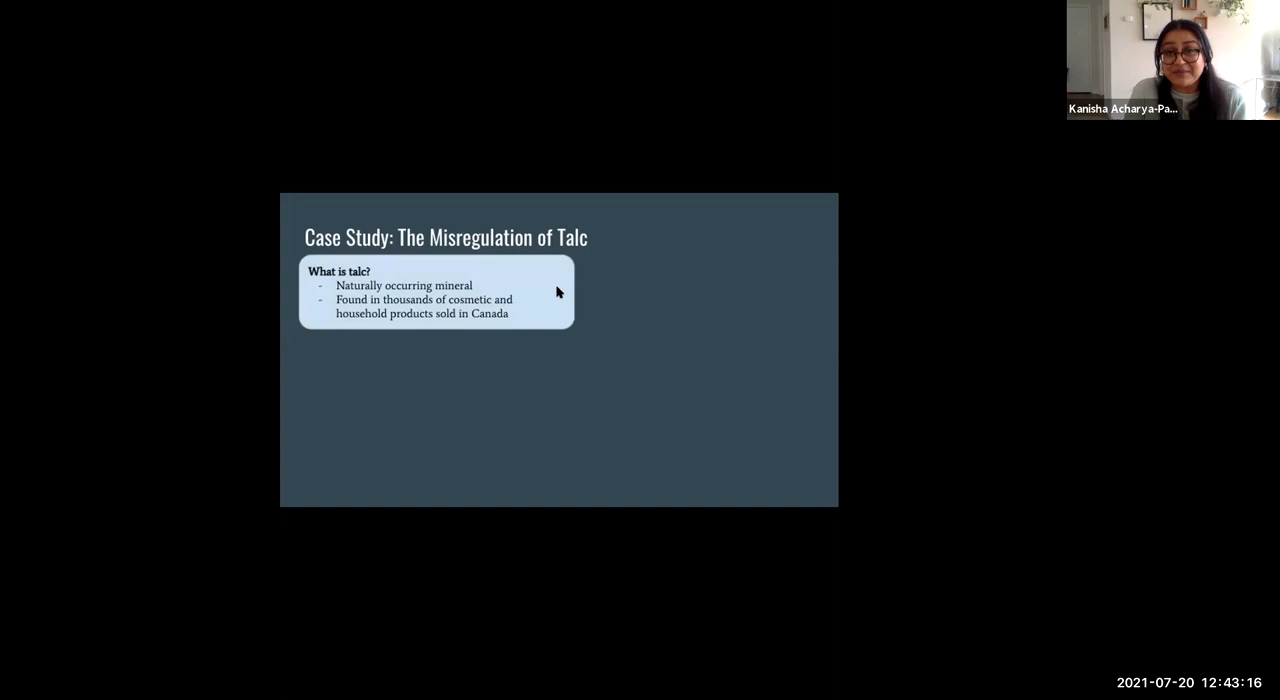 Kanisha Acharya-Pa...
Case Study: The Misregulation of Talc
What is talc?
- Naturally occurring mineral
- Found in thousands of cosmetic and
household products sold in Canada
2021-07-20 12:43:16